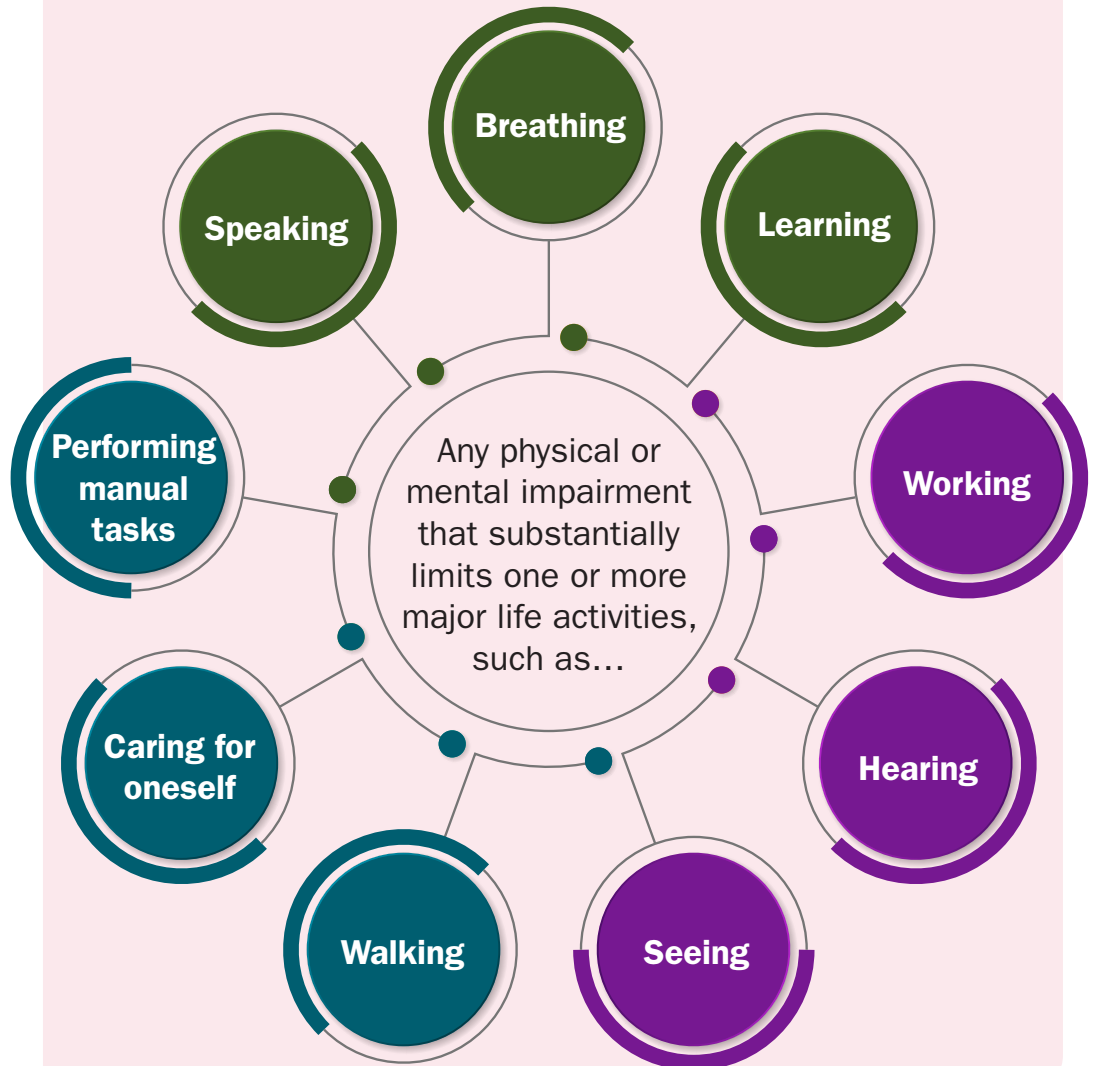 Any physical or
mental impairment
that substantially
limits one or more
major life activities,
such as…
Breathing
Learning
Working
Hearing
Seeing
Walking
Caring for
oneself
Performing
manual
tasks
Speaking